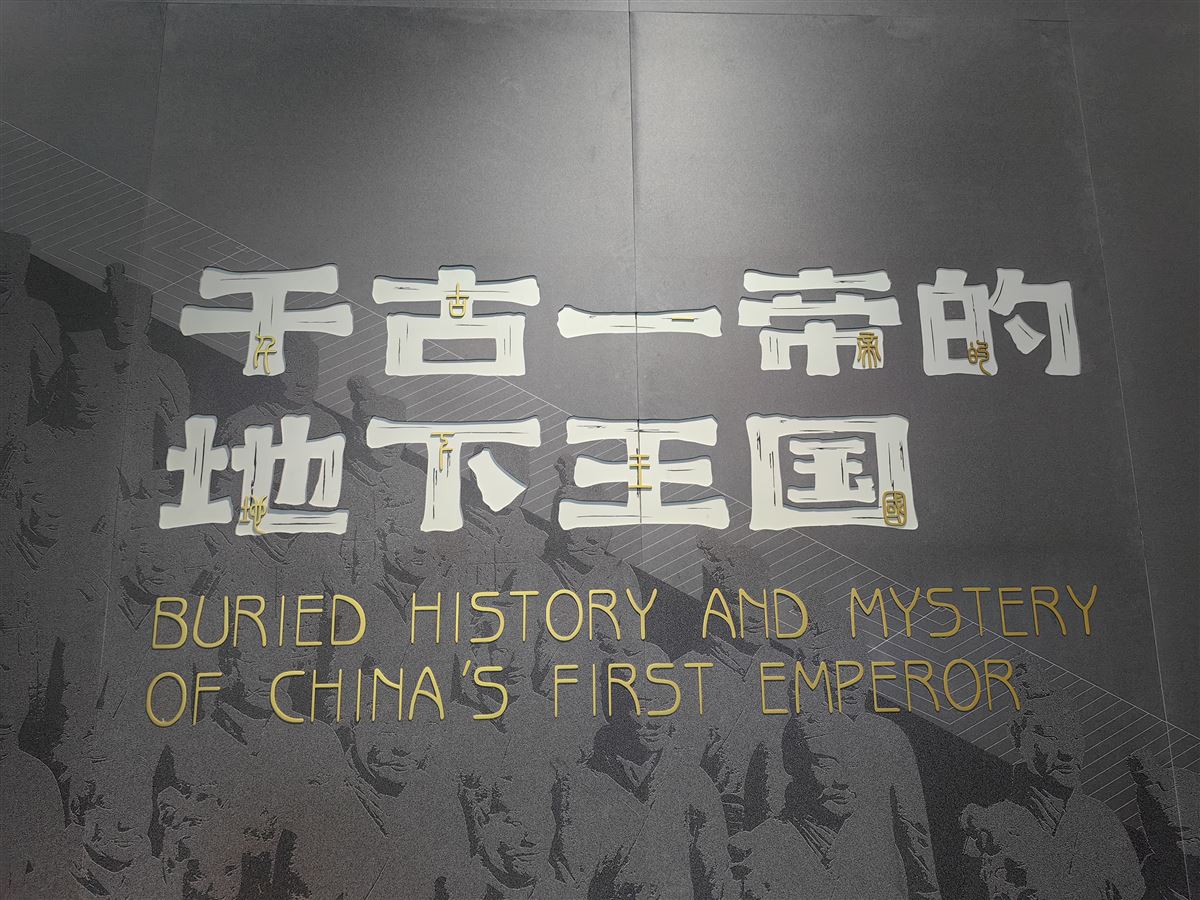 千古一帝的
地下王国
BURIED HISTORY AND MYSTERY
OF CHINA'S FIRST EMPEROR